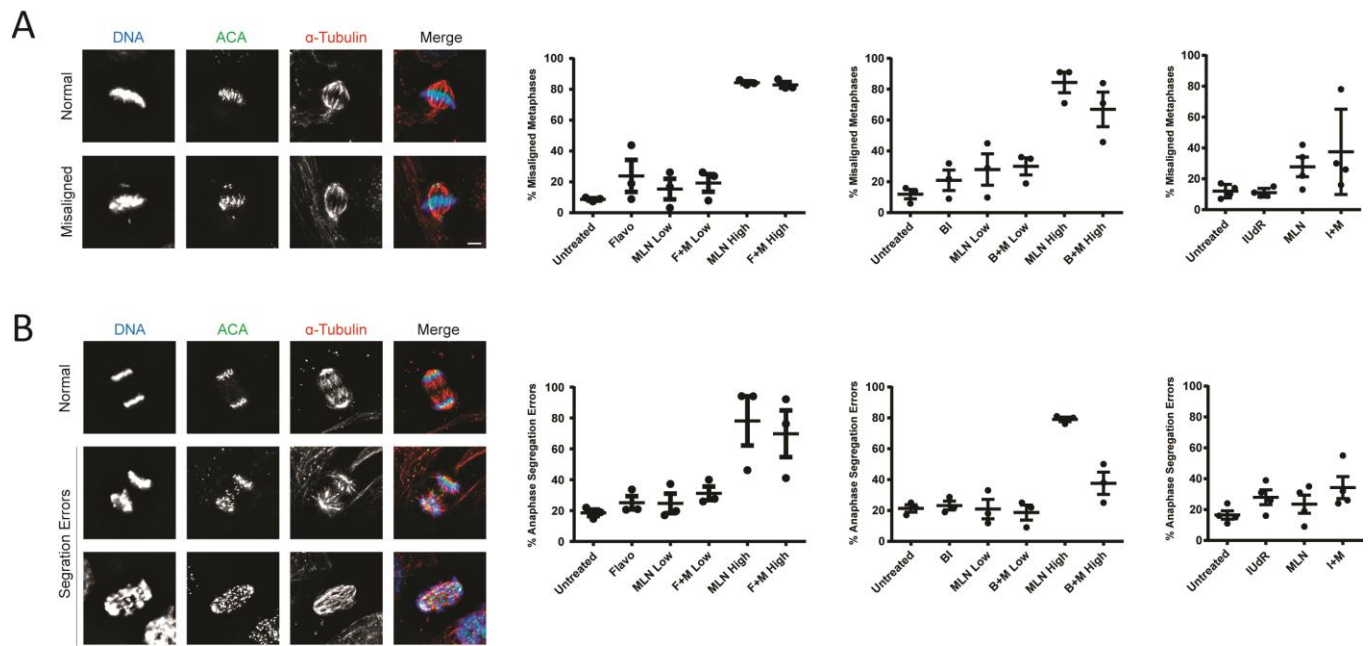 A
DNA ACA α-Tubulin Merge
Normal
Misaligned
% Misaligned Metaphases
100
80
60
40
20
0
Untreated Flavo MLN Low F+M Low MLN High F+M High
% Misaligned Metaphases
100
80
60
40
20
0
Untreated BI MLN Low B+M Low MLN High B+M High
% Misaligned Metaphases
100
80
60
40
20
0
Untreated IUdR MLN I+M
B
DNA ACA α-Tubulin Merge
Normal
Segration Errors
% Anaphase Segregation Errors
100
80
60
40
20
0
Untreated Flavo MLN Low F+M Low MLN High F+M High
% Anaphase Segregation Errors
100
80
60
40
20
0
Untreated BI MLN Low B+M Low MLN High B+M High
% Anaphase Segregation Errors
100
80
60
40
20
0
Untreated IUdR MLN I+M